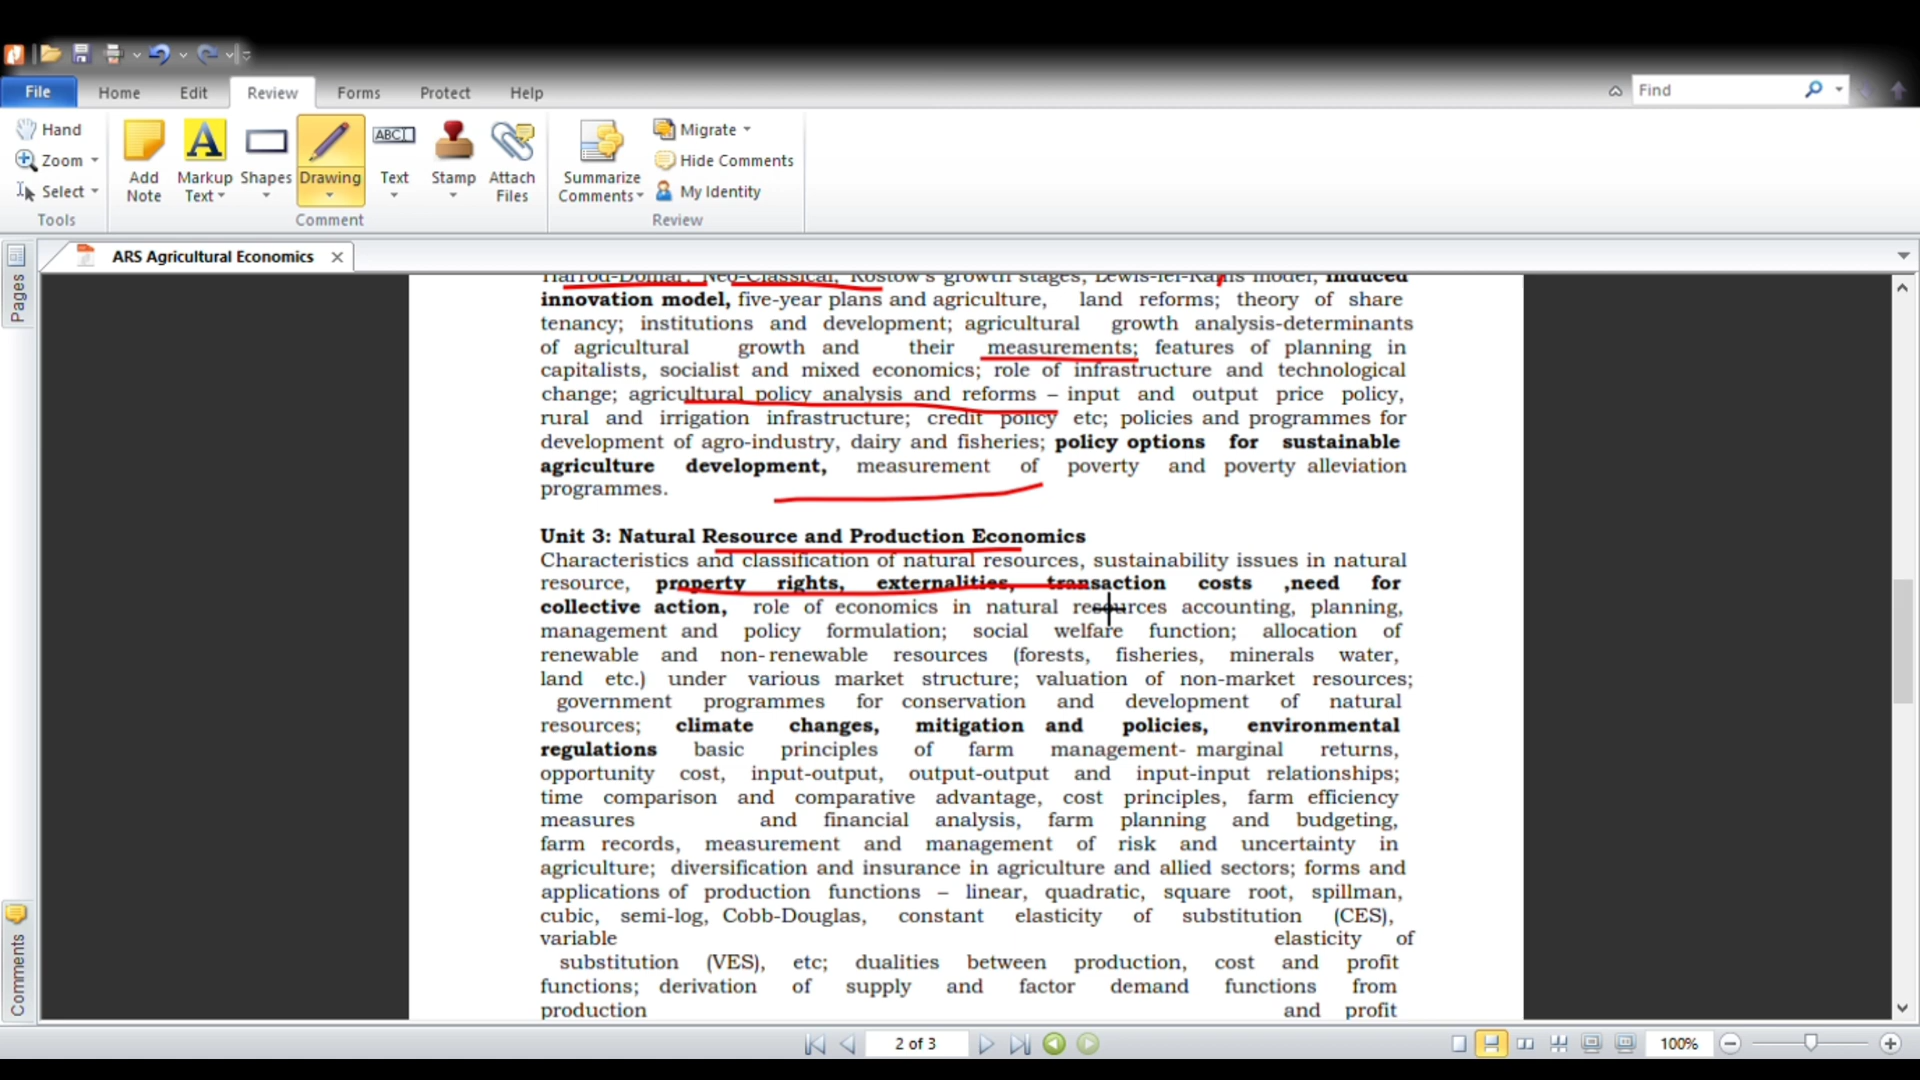 File Home Edit Review Forms Protect Help Find
Hand
Zoom
Select
Tools
Add Note
Markup Text
Shapes
Drawing
ABC
Text
Stamp
Attach Files
Comment
Summarize Comments
Migrate
Hide Comments
My Identity
Review
ARS Agricultural Economics
Pages
Harrod-Domar, Neo-Classical, Rostow's growth stages, model, induced
innovation model, five-year plans and agriculture, land reforms; theory of share
tenancy; institutions and development; agricultural growth analysis-determinants
of agricultural growth and their measurements; features of planning in
capitalists, socialist and mixed economics; role of infrastructure and technological
change; agricultural policy analysis and reforms – input and output price policy,
rural and irrigation infrastructure; credit policy etc; policies and programmes for
development of agro-industry, dairy and fisheries; policy options for sustainable
agriculture development, measurement of poverty and poverty alleviation
programmes.
Unit 3: Natural Resource and Production Economics
Characteristics and classification of natural resources, sustainability issues in natural
resource, property rights, externalities, transaction costs ,need for
collective action, role of economics in natural resources accounting, planning,
management and policy formulation; social welfare function; allocation of
renewable and non-renewable resources (forests, fisheries, minerals water,
land etc.) under various market structure; valuation of non-market resources;
government programmes for conservation and development of natural
resources; climate changes, mitigation and policies, environmental
regulations basic principles of farm management- marginal returns,
opportunity cost, input-output, output-output and input-input relationships;
time comparison and comparative advantage, cost principles, farm efficiency
measures and financial analysis, farm planning and budgeting,
farm records, measurement and management of risk and uncertainty in
agriculture; diversification and insurance in agriculture and allied sectors; forms and
applications of production functions – linear, quadratic, square root, spillman,
cubic, semi-log, Cobb-Douglas, constant elasticity of substitution (CES),
variable elasticity of
substitution (VES), etc; dualities between production, cost and profit
functions; derivation of supply and factor demand functions from
production and profit
Comments
2 of 3
100%